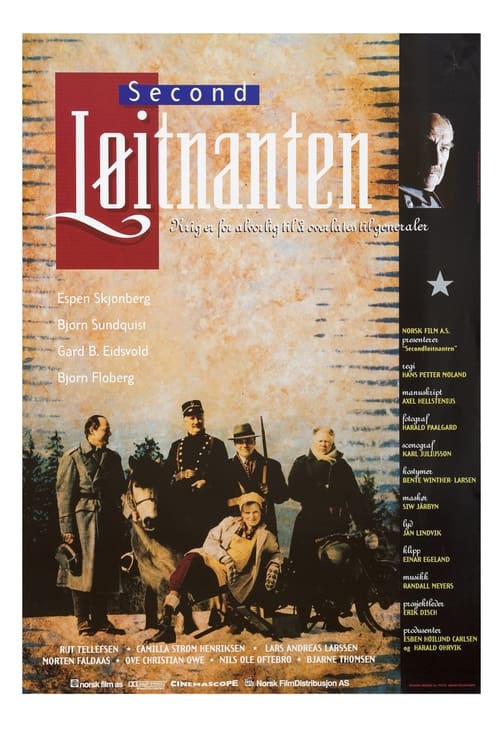 Second
Løitnanten
Krig er for alvorlig til å overlates til generaler
Espen Skjønberg
Bjørn Sundquist
Gard B. Eidsvold
Bjørn Floberg
NORSK FILM A.S.
presenterer
"Secondløitnanten"
regi
HANS PETTER MOLAND
manuskript
AXEL HELLSTENIUS
fotograf
HARALD PAALGARD
scenograf
KARL JULIUSSON
kostymer
BENTE WINTHER-LARSEN
maskør
SIW JÄRBYN
lyd
JAN LINDVIK
klipp
EINAR EGELAND
musikk
RANDALL MEYERS
prosjektleder
ERIK DISCH
produsenter
ESBEN HØILUND CARLSEN
og HARALD OHRVIK
RUT TELLEFSEN • CAMILLA STRØM HENRIKSEN • LARS ANDREAS LARSSEN
MORTEN FALDAAS • OVE CHRISTIAN OWE • NILS OLE OFTEBRO • BJARNE THOMSEN
norsk film as
CINEMASCOPE
Norsk FilmDistribusjon AS